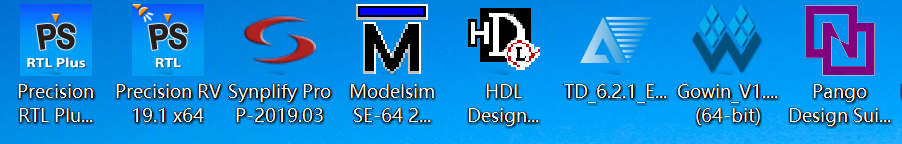 PS
RTL Plus
PS
RTL
M
HDL
N
Precision
RTL Plu...
Precision RV
19.1 x64
Synplify Pro
P-2019.03
Modelsim
SE-64 2...
HDL
Design...
TD_6.2.1_E...
Gowin_V1....
(64-bit)
Pango
Design Sui...